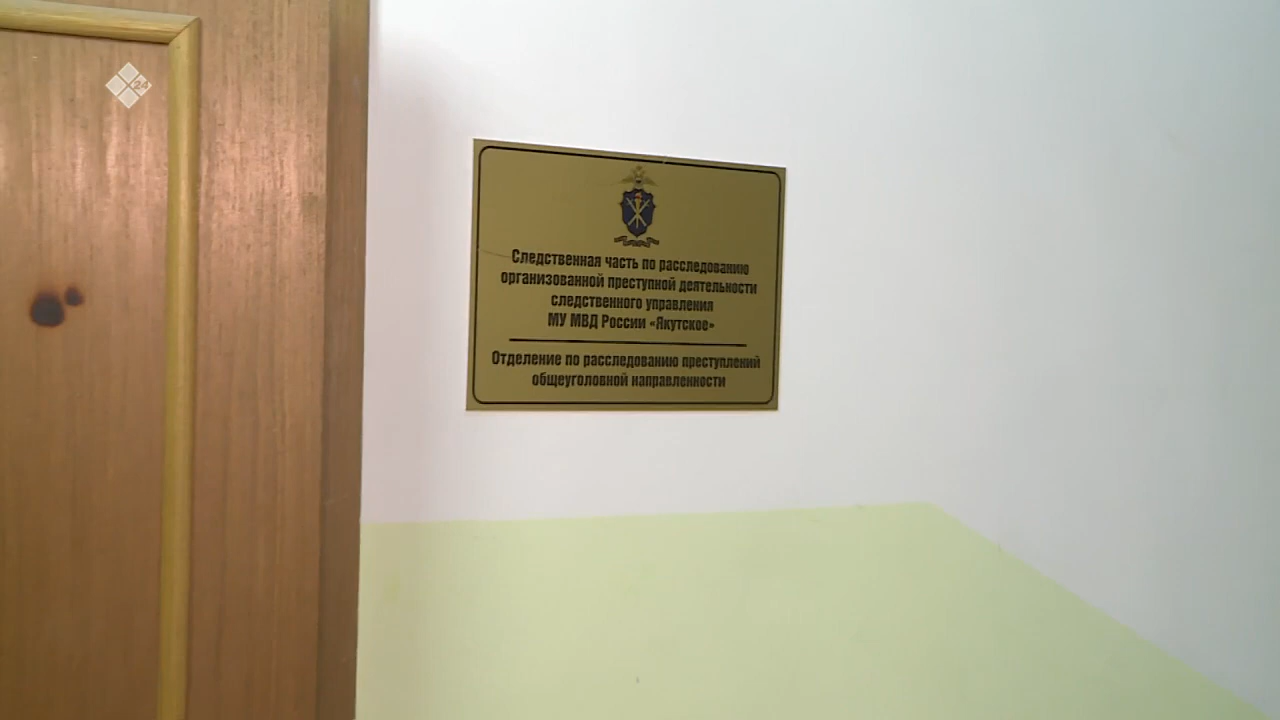 24
Следственная часть по расследованию
организованной преступной деятельности
следственного управления
МУ МВД России «Якутское»
Отделение по расследованию преступлений
общеуголовной направленности